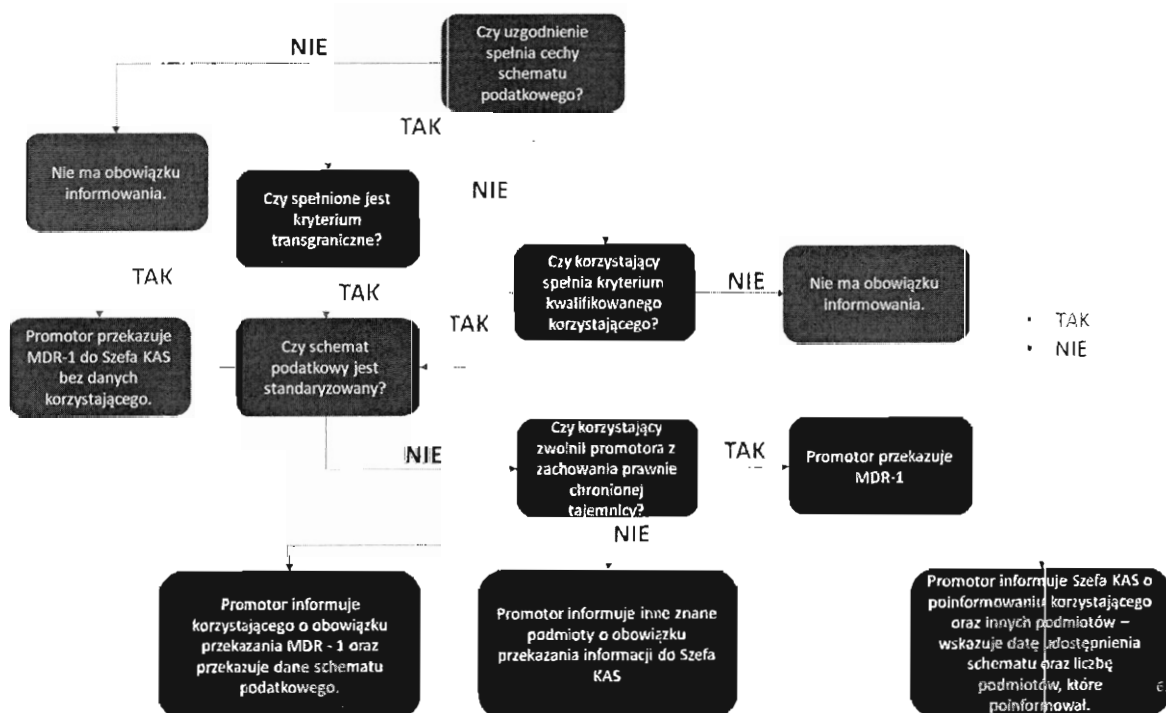 NIE
Czy uzgodnienie
spełnia cechy
schematu
podatkowego?
TAK
Nie ma obowiązku
informowania.
Czy spełnione jest
kryterium
transgraniczne?
NIE
TAK
TAK
Czy korzystający
spełnia kryterium
kwalifikowanego
korzystającego?
NIE
Nie ma obowiązku
informowania.
TAK
• TAK
• NIE
Promotor przekazuje
MDR-1 do Szefa KAS
bez danych
korzystającego.
Czy schemat
podatkowy jest
standaryzowany?
NIE
Czy korzystający
zwolnił promotora z
zachowania prawnie
chronionej
tajemnicy?
TAK
Promotor przekazuje
MDR-1
NIE
Promotor informuje
korzystającego o obowiązku
przekazania MDR - 1 oraz
przekazuje dane schematu
podatkowego.
Promotor informuje inne znane
podmioty o obowiązku
przekazania informacji do Szefa
KAS
Promotor informuje Szefa KAS o
poinformowaniu korzystającego
oraz innych podmiotów –
wskazuje datę udostępnienia
schematu oraz liczbę
podmiotów, które
poinformował.
6